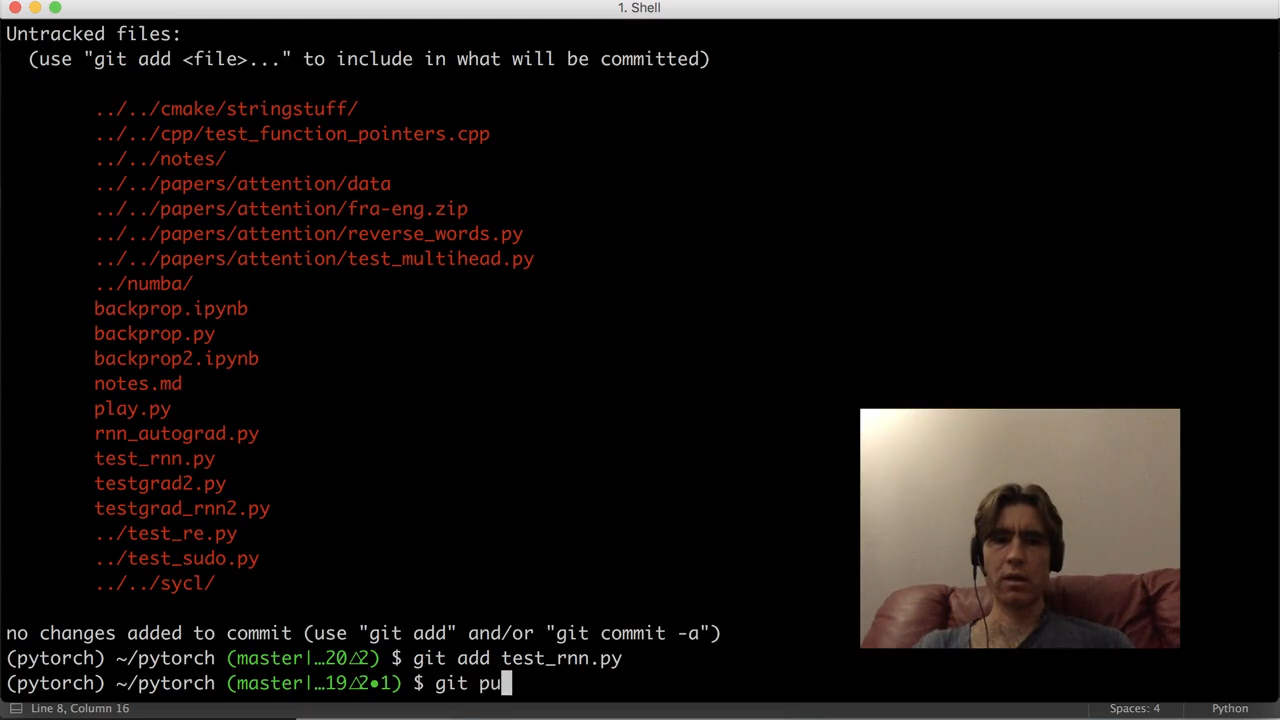 1. Shell
Untracked files:
(use "git add <file>..." to include in what will be committed)
../../cmake/stringstuff/
../../cpp/test_function_pointers.cpp
../../notes/
../../papers/attention/data
../../papers/attention/fra-eng.zip
../../papers/attention/reverse_words.py
../../papers/attention/test_multihead.py
../numba/
backprop.ipynb
backprop.py
backprop2.ipynb
notes.md
play.py
rnn_autograd.py
test_rnn.py
testgrad2.py
testgrad_rnn2.py
../test_re.py
../test_sudo.py
../../sycl/
no changes added to commit (use "git add" and/or "git commit -a")
(pytorch) ~/pytorch (master|…20△2) $ git add test_rnn.py
(pytorch) ~/pytorch (master|…19△2•1) $ git pu
Line 8, Column 16
Spaces: 4
Python